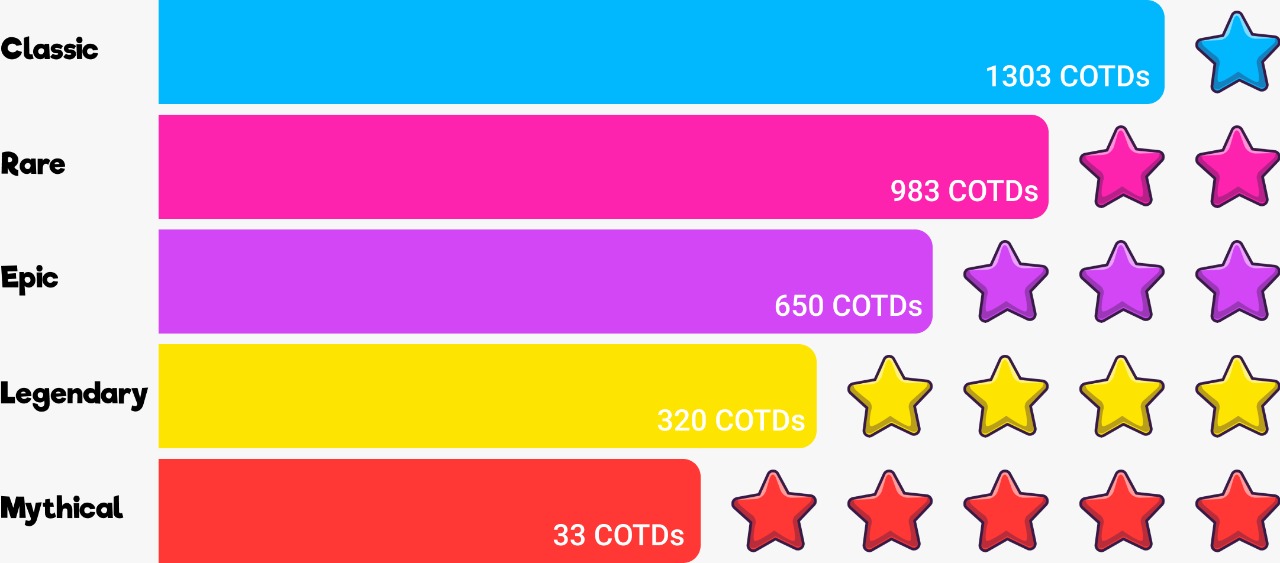 Classic
1303 COTDs
Rare
983 COTDs
Epic
650 COTDs
Legendary
320 COTDs
Mythical
33 COTDs